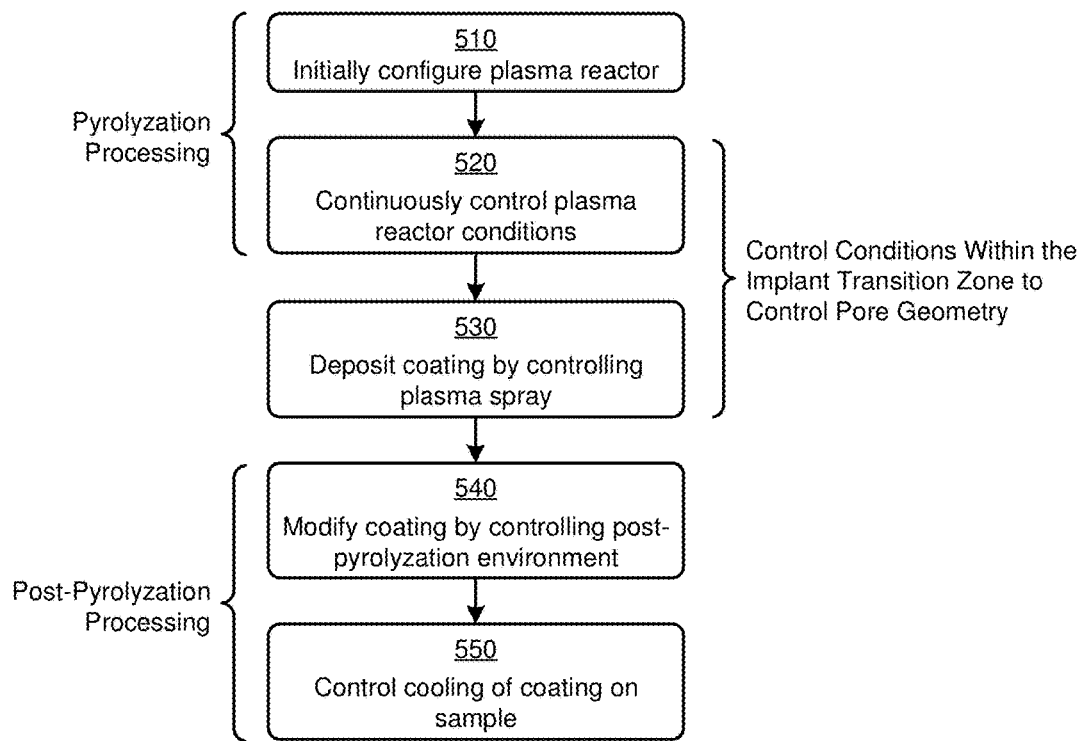 510
Initially configure plasma reactor
Pyrolyzation
Processing
520
Continuously control plasma
reactor conditions
Control Conditions Within the
Implant Transition Zone to
Control Pore Geometry
530
Deposit coating by controlling
plasma spray
540
Modify coating by controlling post-
pyrolyzation environment
Post-Pyrolyzation
Processing
550
Control cooling of coating on
sample